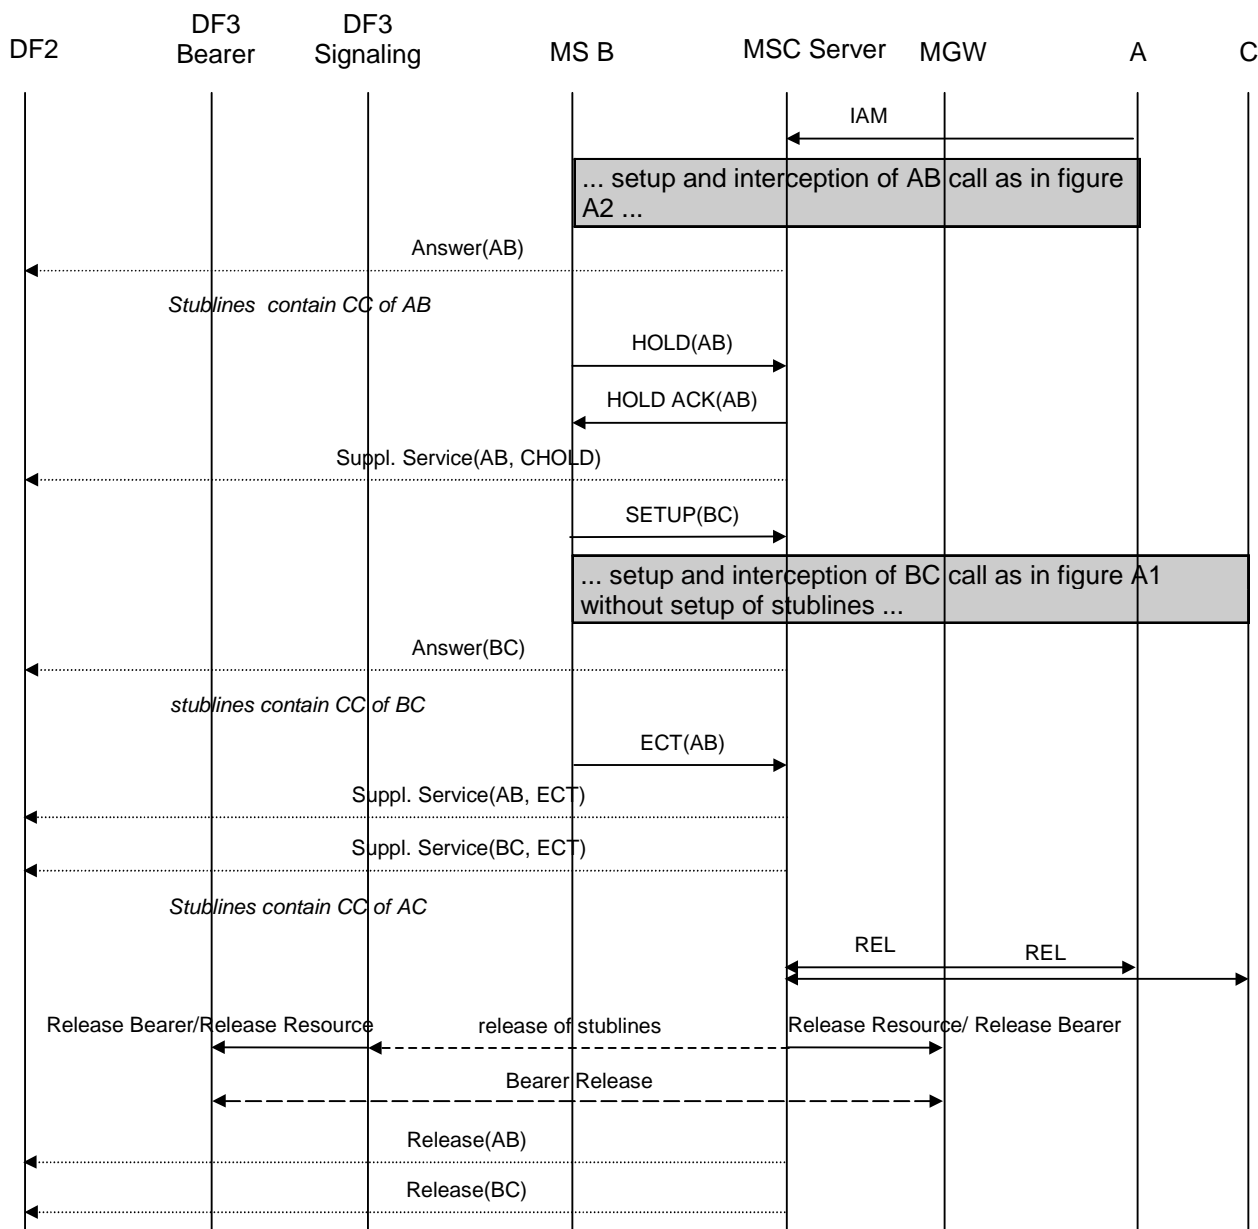 DF2
DF3
Bearer
DF3
Signaling
MS B
MSC Server
MGW
A
C
IAM
... setup and interception of AB call as in figure
A2 ...
Answer(AB)
Stublines contain CC of AB
HOLD(AB)
HOLD ACK(AB)
Suppl. Service(AB, CHOLD)
SETUP(BC)
... setup and interception of BC call as in figure A1
without setup of stublines ...
Answer(BC)
stublines contain CC of BC
ECT(AB)
Suppl. Service(AB, ECT)
Suppl. Service(BC, ECT)
Stublines contain CC of AC
REL
REL
Release Bearer/Release Resource
release of stublines
Release Resource/ Release Bearer
Bearer Release
Release(AB)
Release(BC)